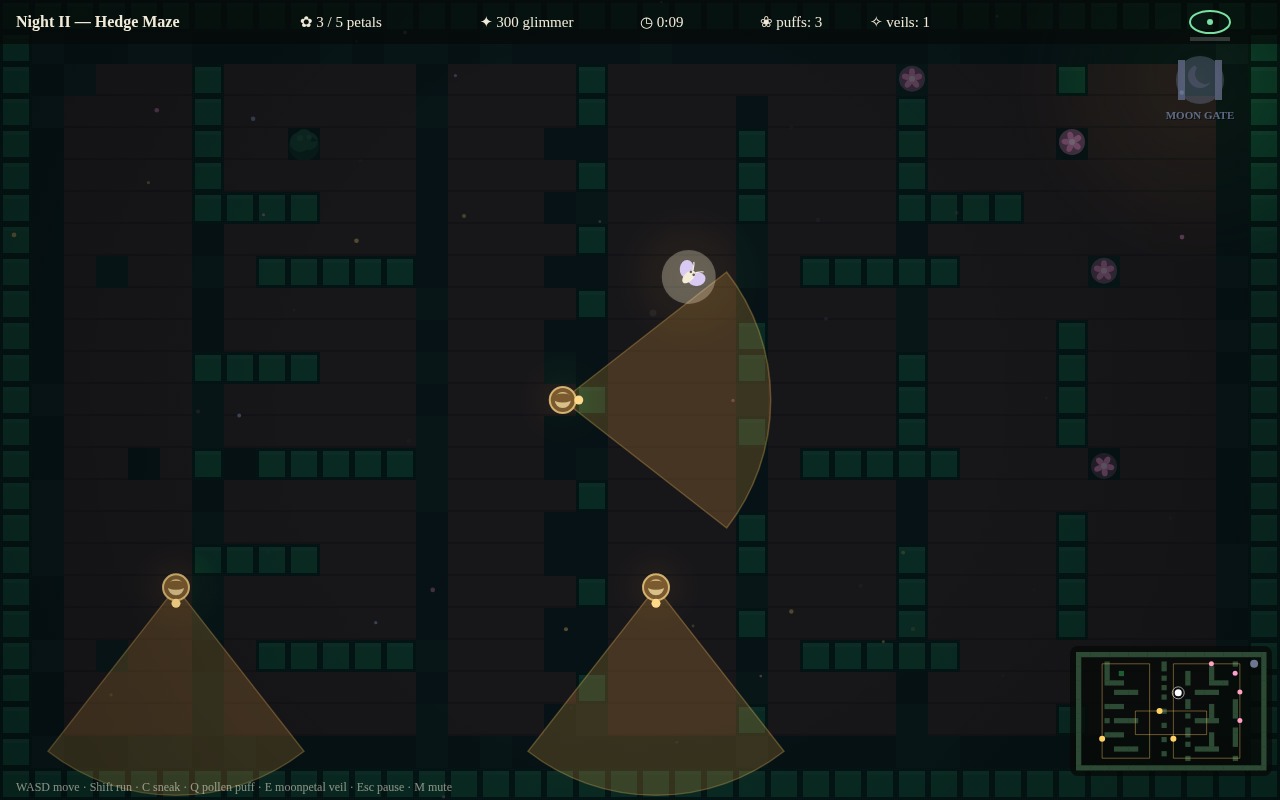 Night II — Hedge Maze
✿ 3 / 5 petals
✦ 300 glimmer
◷ 0:09
❀ puffs: 3
✧ veils: 1
MOON GATE
WASD move · Shift run · C sneak · Q pollen puff · E moonpetal veil · Esc pause · M mute